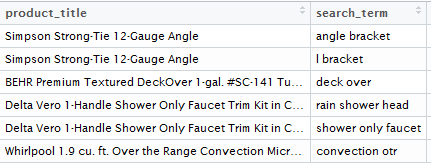 product_title search_term
Simpson Strong-Tie 12-Gauge Angle angle bracket
Simpson Strong-Tie 12-Gauge Angle l bracket
BEHR Premium Textured DeckOver 1-gal. #SC-141 Tu... deck over
Delta Vero 1-Handle Shower Only Faucet Trim Kit in C... rain shower head
Delta Vero 1-Handle Shower Only Faucet Trim Kit in C... shower only faucet
Whirlpool 1.9 cu. ft. Over the Range Convection Micr... convection otr